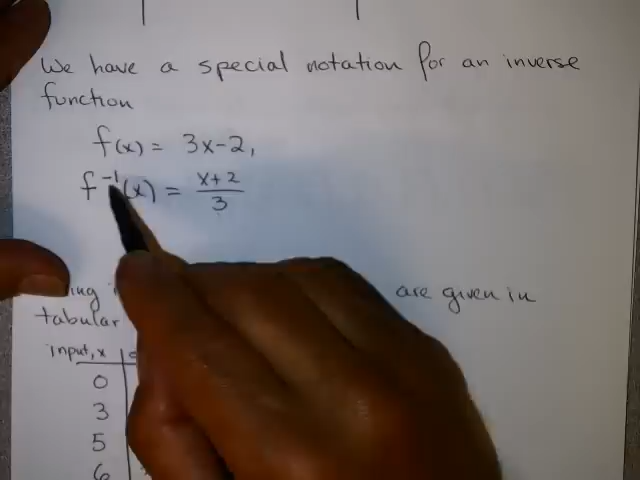 We have a special notation for an inverse
function
f(x) = 3x-2,
f⁻¹(x) = x+2 / 3
are given in
tabular
input, x
0
3
5
6